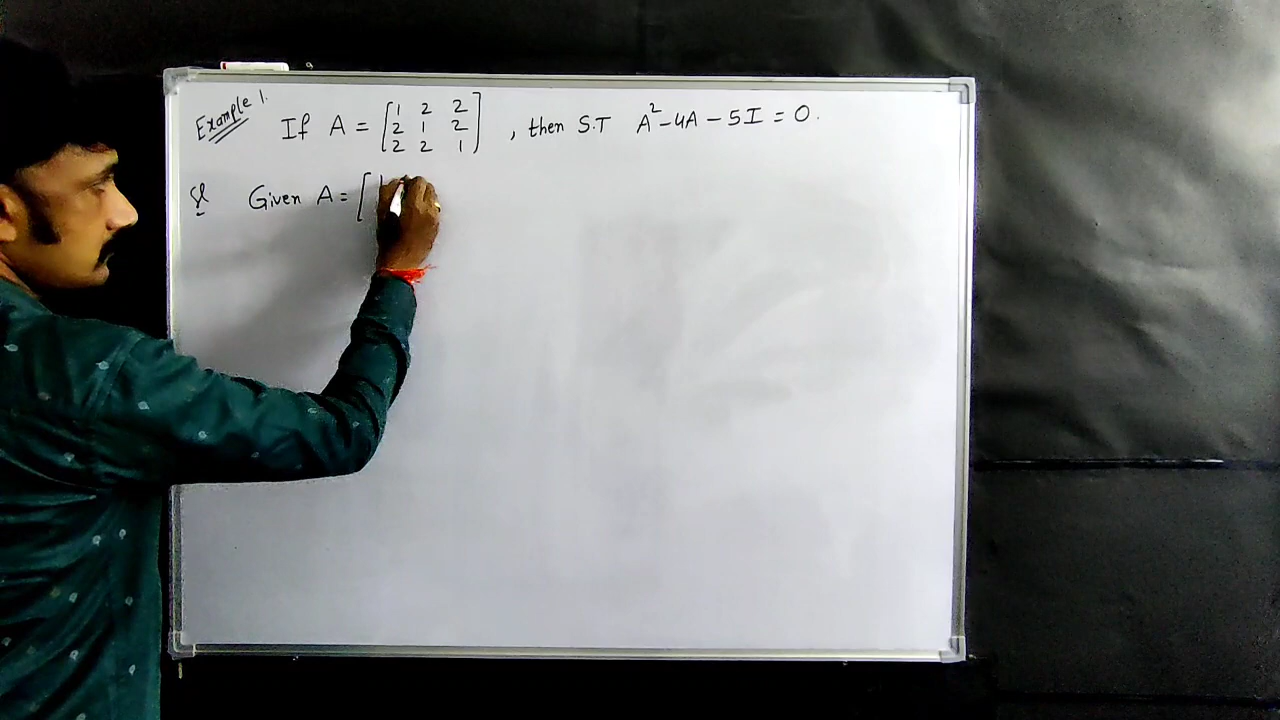 Example 1.
If A = [1 2 2
2 1 2
2 2 1] , then S.T A² - 4A - 5I = 0.
Sol Given A = [1